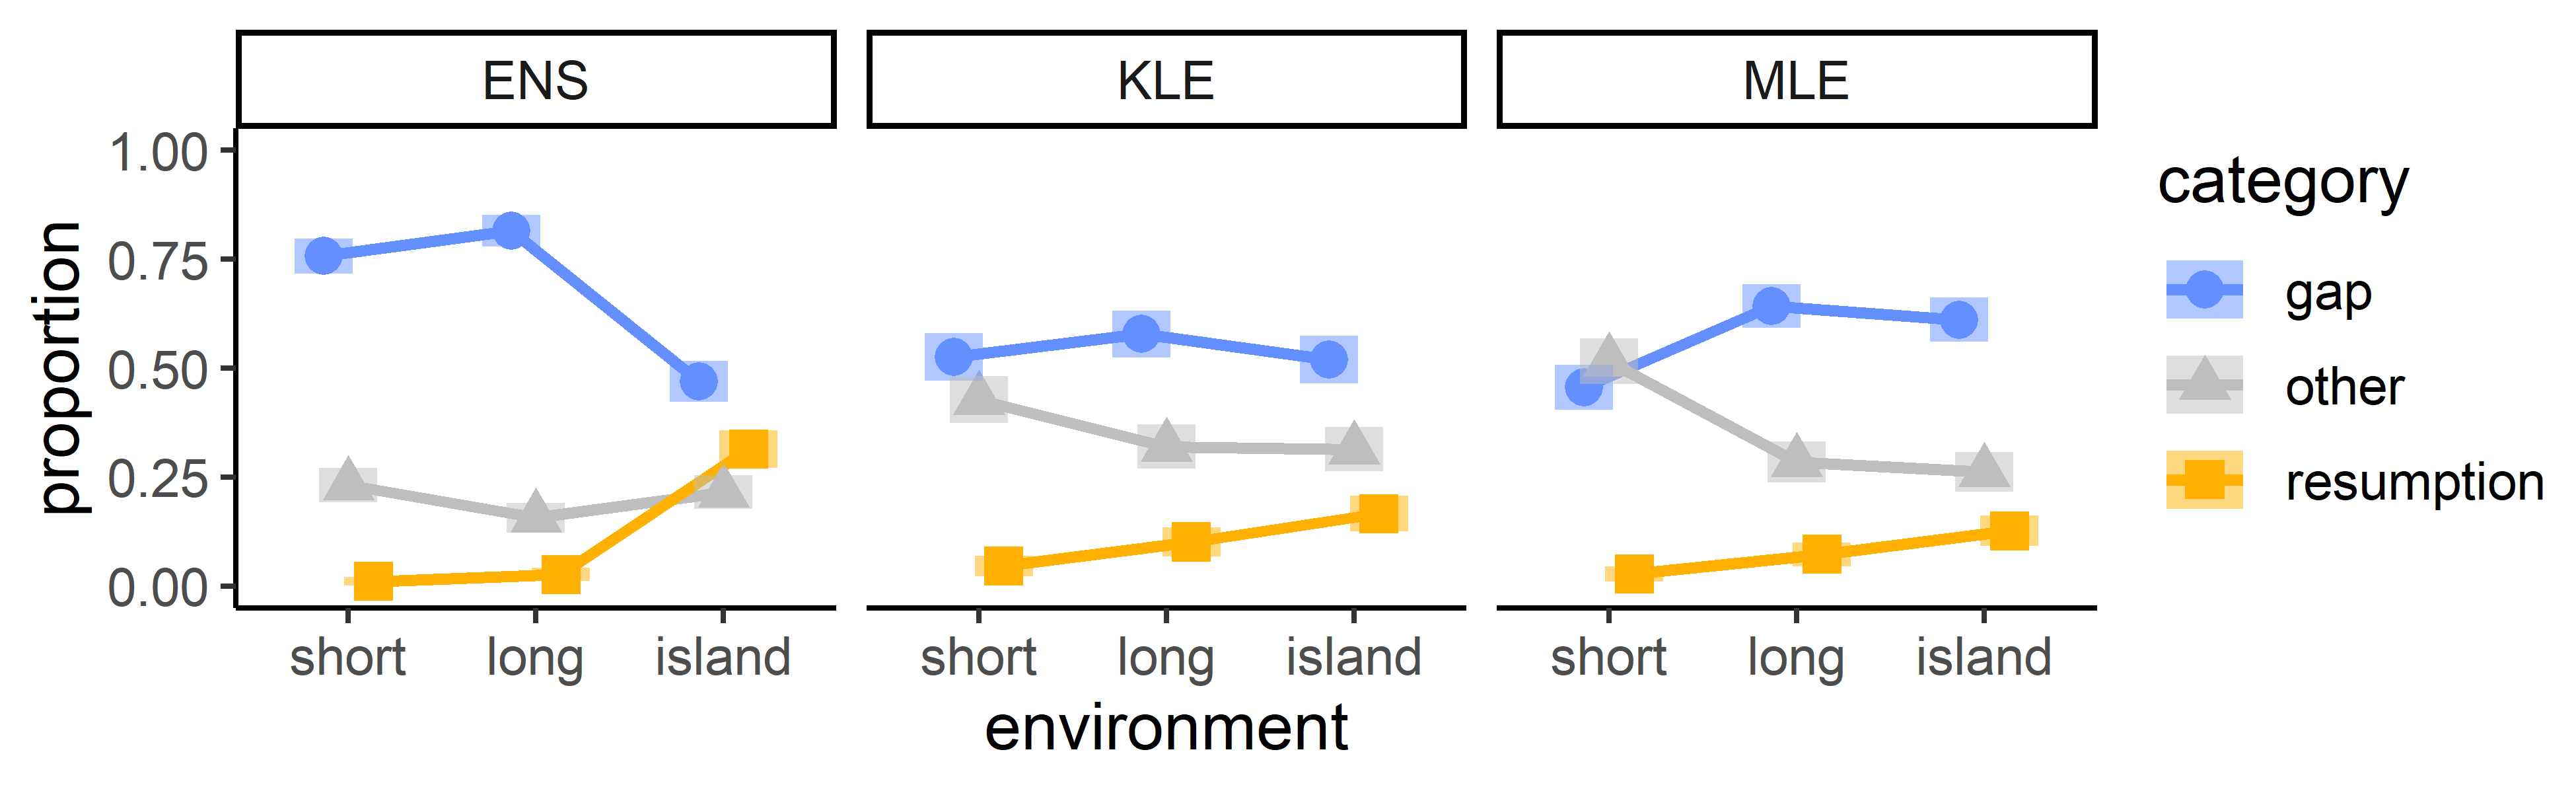 ENS
KLE
MLE
proportion
1.00
0.75
0.50
0.25
0.00
short long island
short long island
short long island
environment
category
gap
other
resumption